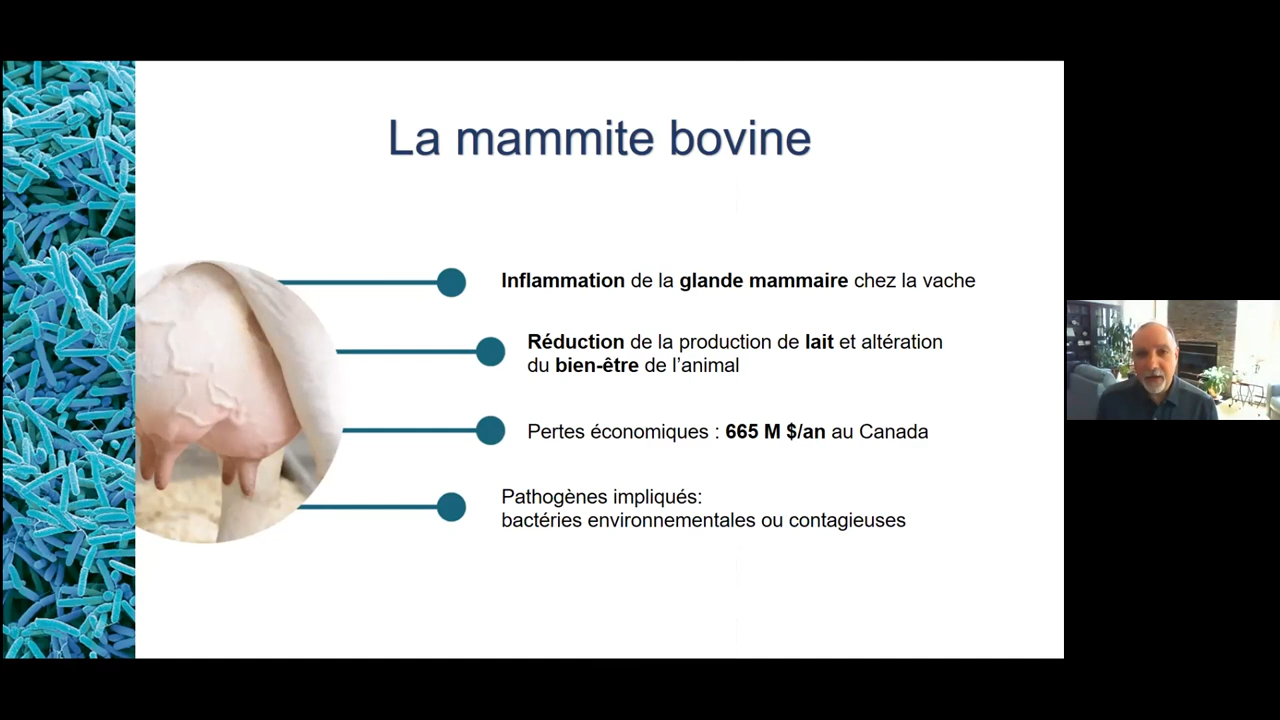 La mammite bovine
Inflammation de la glande mammaire chez la vache
Réduction de la production de lait et altération
du bien-être de l'animal
Pertes économiques : 665 M $/an au Canada
Pathogènes impliqués:
bactéries environnementales ou contagieuses